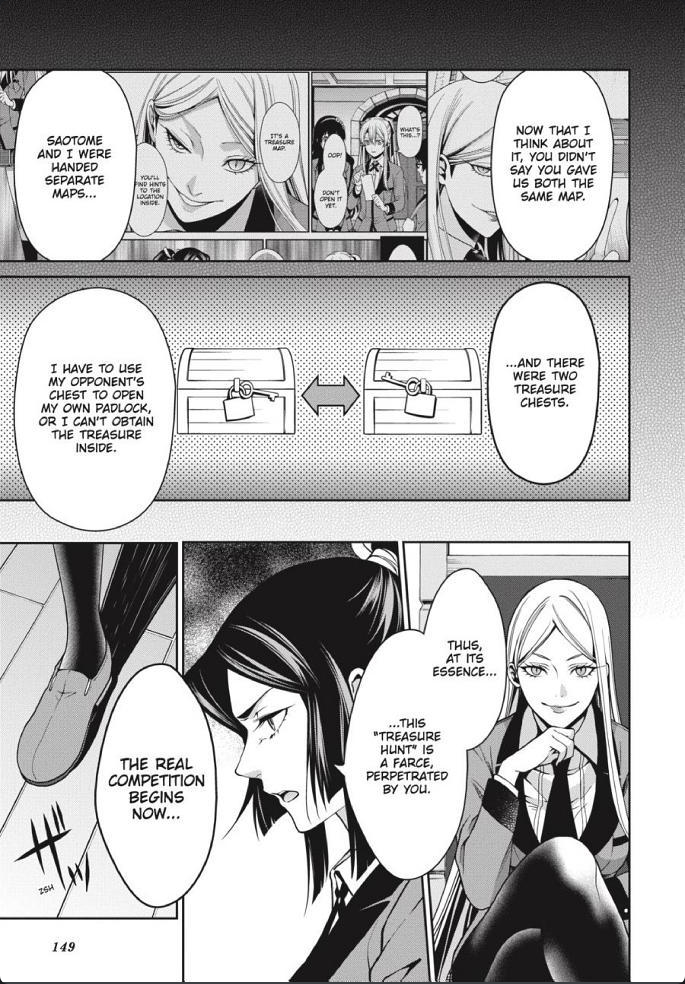 NOW THAT I
THINK ABOUT
IT, YOU DIDN'T
SAY YOU GAVE
US BOTH THE
SAME MAP.
WHAT'S
THIS...?
OOP!
DON'T
OPEN IT
YET.
IT'S A
TREASURE
MAP.
YOU'LL
FIND HINTS
TO THE
LOCATION
INSIDE.
SAOTOME
AND I WERE
HANDED
SEPARATE
MAPS...
...AND THERE
WERE TWO
TREASURE
CHESTS.
I HAVE TO USE
MY OPPONENT'S
CHEST TO OPEN
MY OWN PADLOCK,
OR I CAN'T OBTAIN
THE TREASURE
INSIDE.
THUS,
AT ITS
ESSENCE...
...THIS
"TREASURE
HUNT" IS
A FARCE,
PERPETRATED
BY YOU.
THE REAL
COMPETITION
BEGINS
NOW...
ザッ
ZSH
149